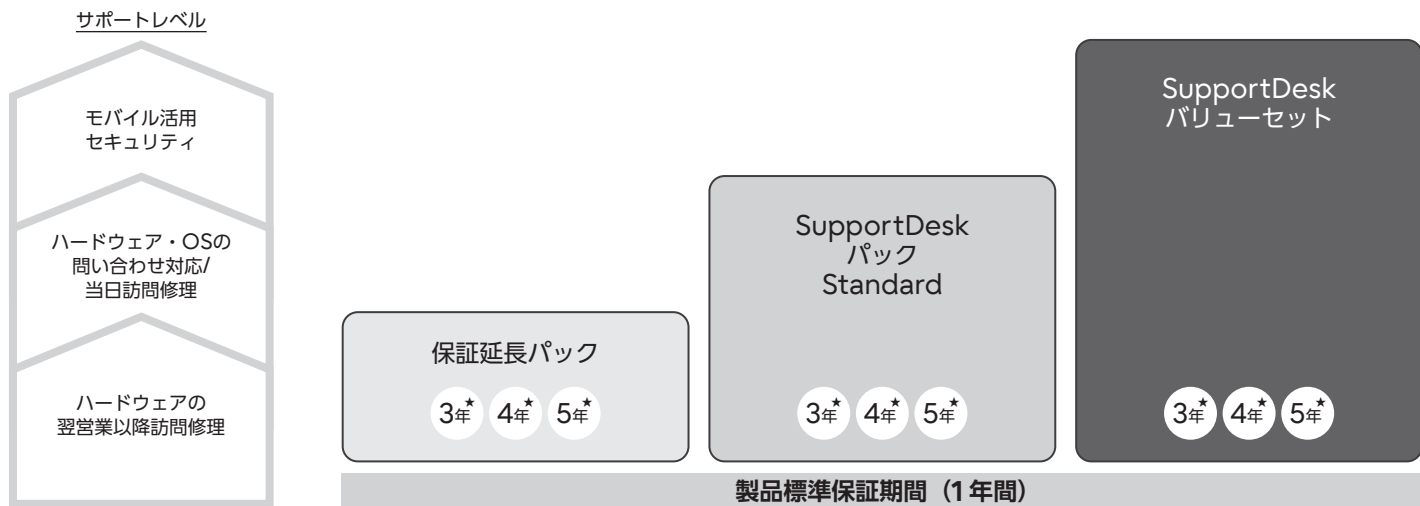 サポートレベル
モバイル活用
セキュリティ
ハードウェア・OSの
問い合わせ対応/
当日訪問修理
ハードウェアの
翌営業以降訪問修理
保証延長パック
3年★ 4年★ 5年★
SupportDesk
パック
Standard
3年★ 4年★ 5年★
SupportDesk
バリューセット
3年★ 4年★ 5年★
製品標準保証期間（1年間）